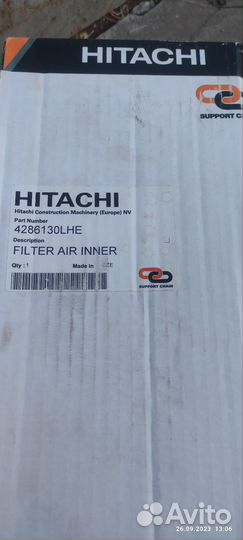 HITACHI
SUPPORT CHAIN
HITACHI
Hitachi Construction Machinery (Europe) NV
Part Number
4286130LHE
Description
FILTER AIR INNER
Qty : 1 Made in
SUPPORT CHAIN
26.09.2023 13:06
Avito